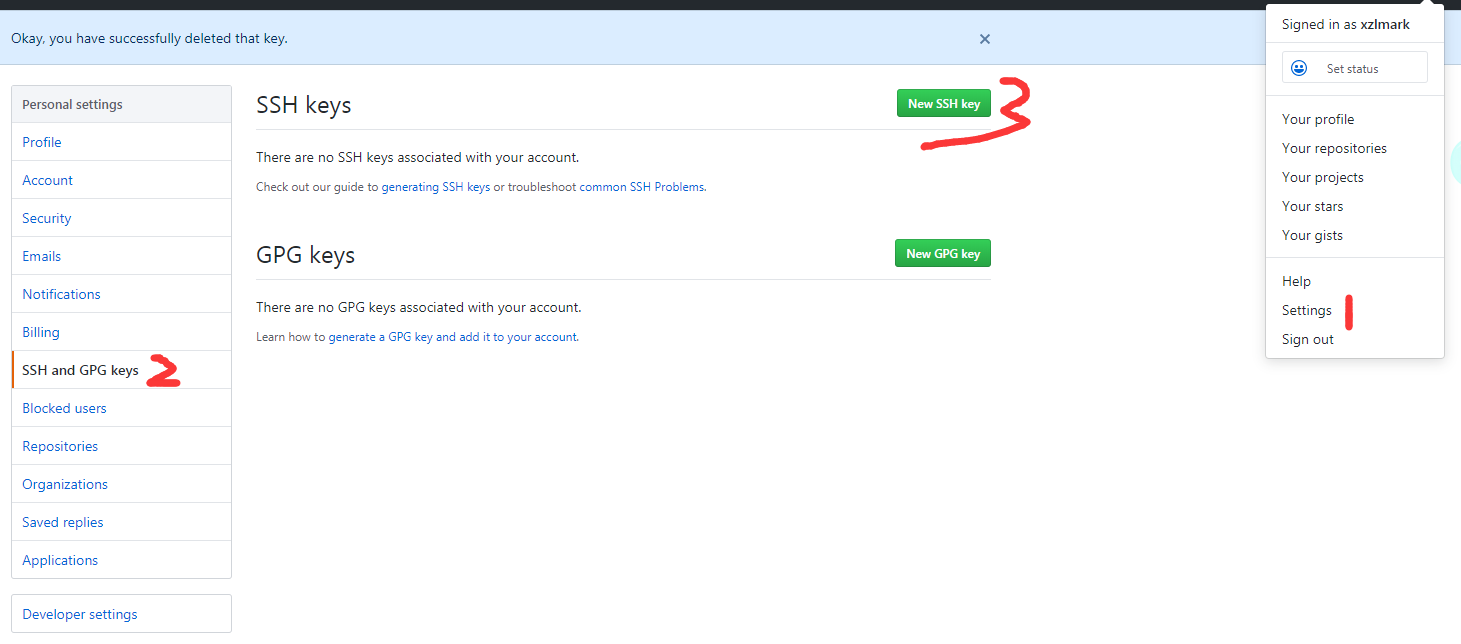 Okay, you have successfully deleted that key.
Signed in as xzlmark
Set status
Your profile
Your repositories
Your projects
Your stars
Your gists
Help
Settings 1
Sign out
Personal settings
Profile
Account
Security
Emails
Notifications
Billing
SSH and GPG keys 2
Blocked users
Repositories
Organizations
Saved replies
Applications
Developer settings
SSH keys
New SSH key 3
There are no SSH keys associated with your account.
Check out our guide to generating SSH keys or troubleshoot common SSH Problems.
GPG keys
New GPG key
There are no GPG keys associated with your account.
Learn how to generate a GPG key and add it to your account.